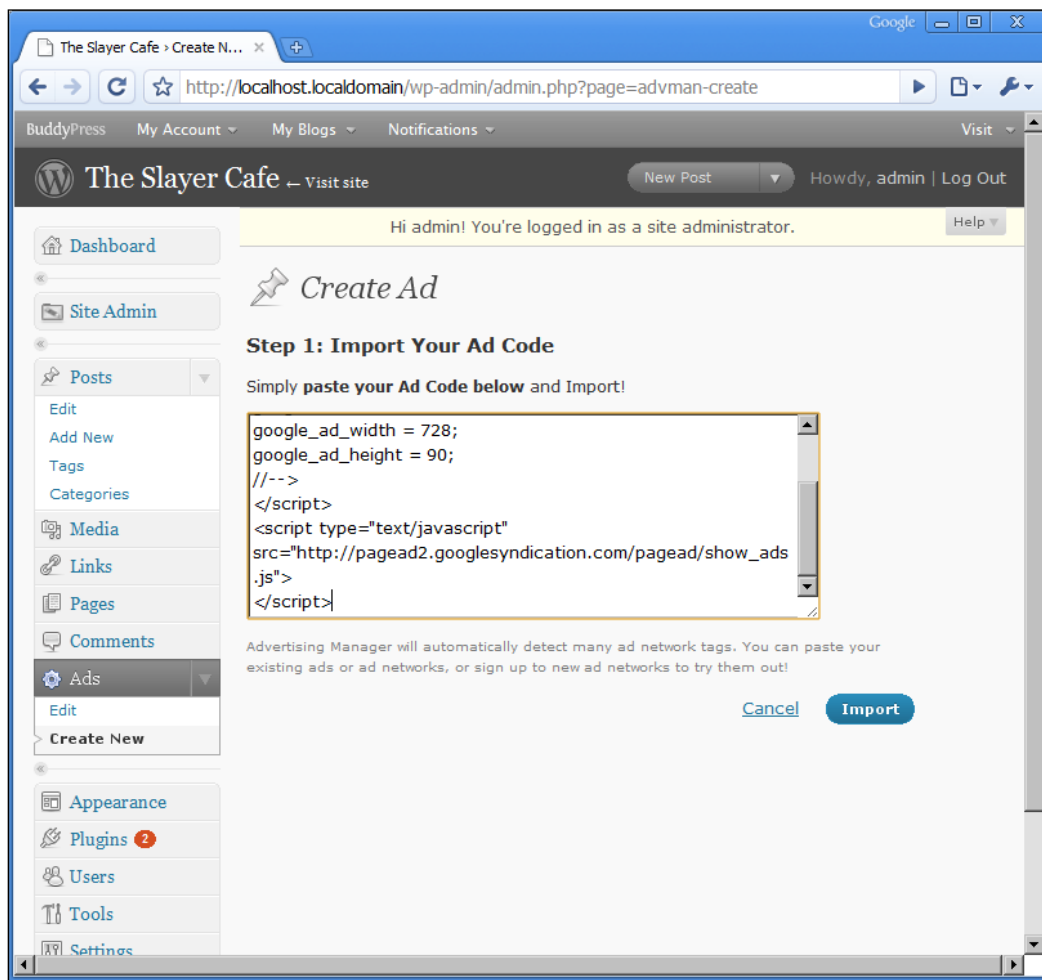 Google
The Slayer Cafe › Create N...
http://localhost.localdomain/wp-admin/admin.php?page=advman-create
BuddyPress My Account My Blogs Notifications Visit
The Slayer Cafe ← Visit site New Post Howdy, admin | Log Out
Hi admin! You're logged in as a site administrator. Help
Dashboard
Site Admin
Posts
Edit
Add New
Tags
Categories
Media
Links
Pages
Comments
Ads
Edit
Create New
Appearance
Plugins 2
Users
Tools
Settings
Create Ad
Step 1: Import Your Ad Code
Simply paste your Ad Code below and Import!
google_ad_width = 728;
google_ad_height = 90;
//-->
</script>
<script type="text/javascript"
src="http://pagead2.googlesyndication.com/pagead/show_ads
.js">
</script>
Advertising Manager will automatically detect many ad network tags. You can paste your
existing ads or ad networks, or sign up to new ad networks to try them out!
Cancel Import